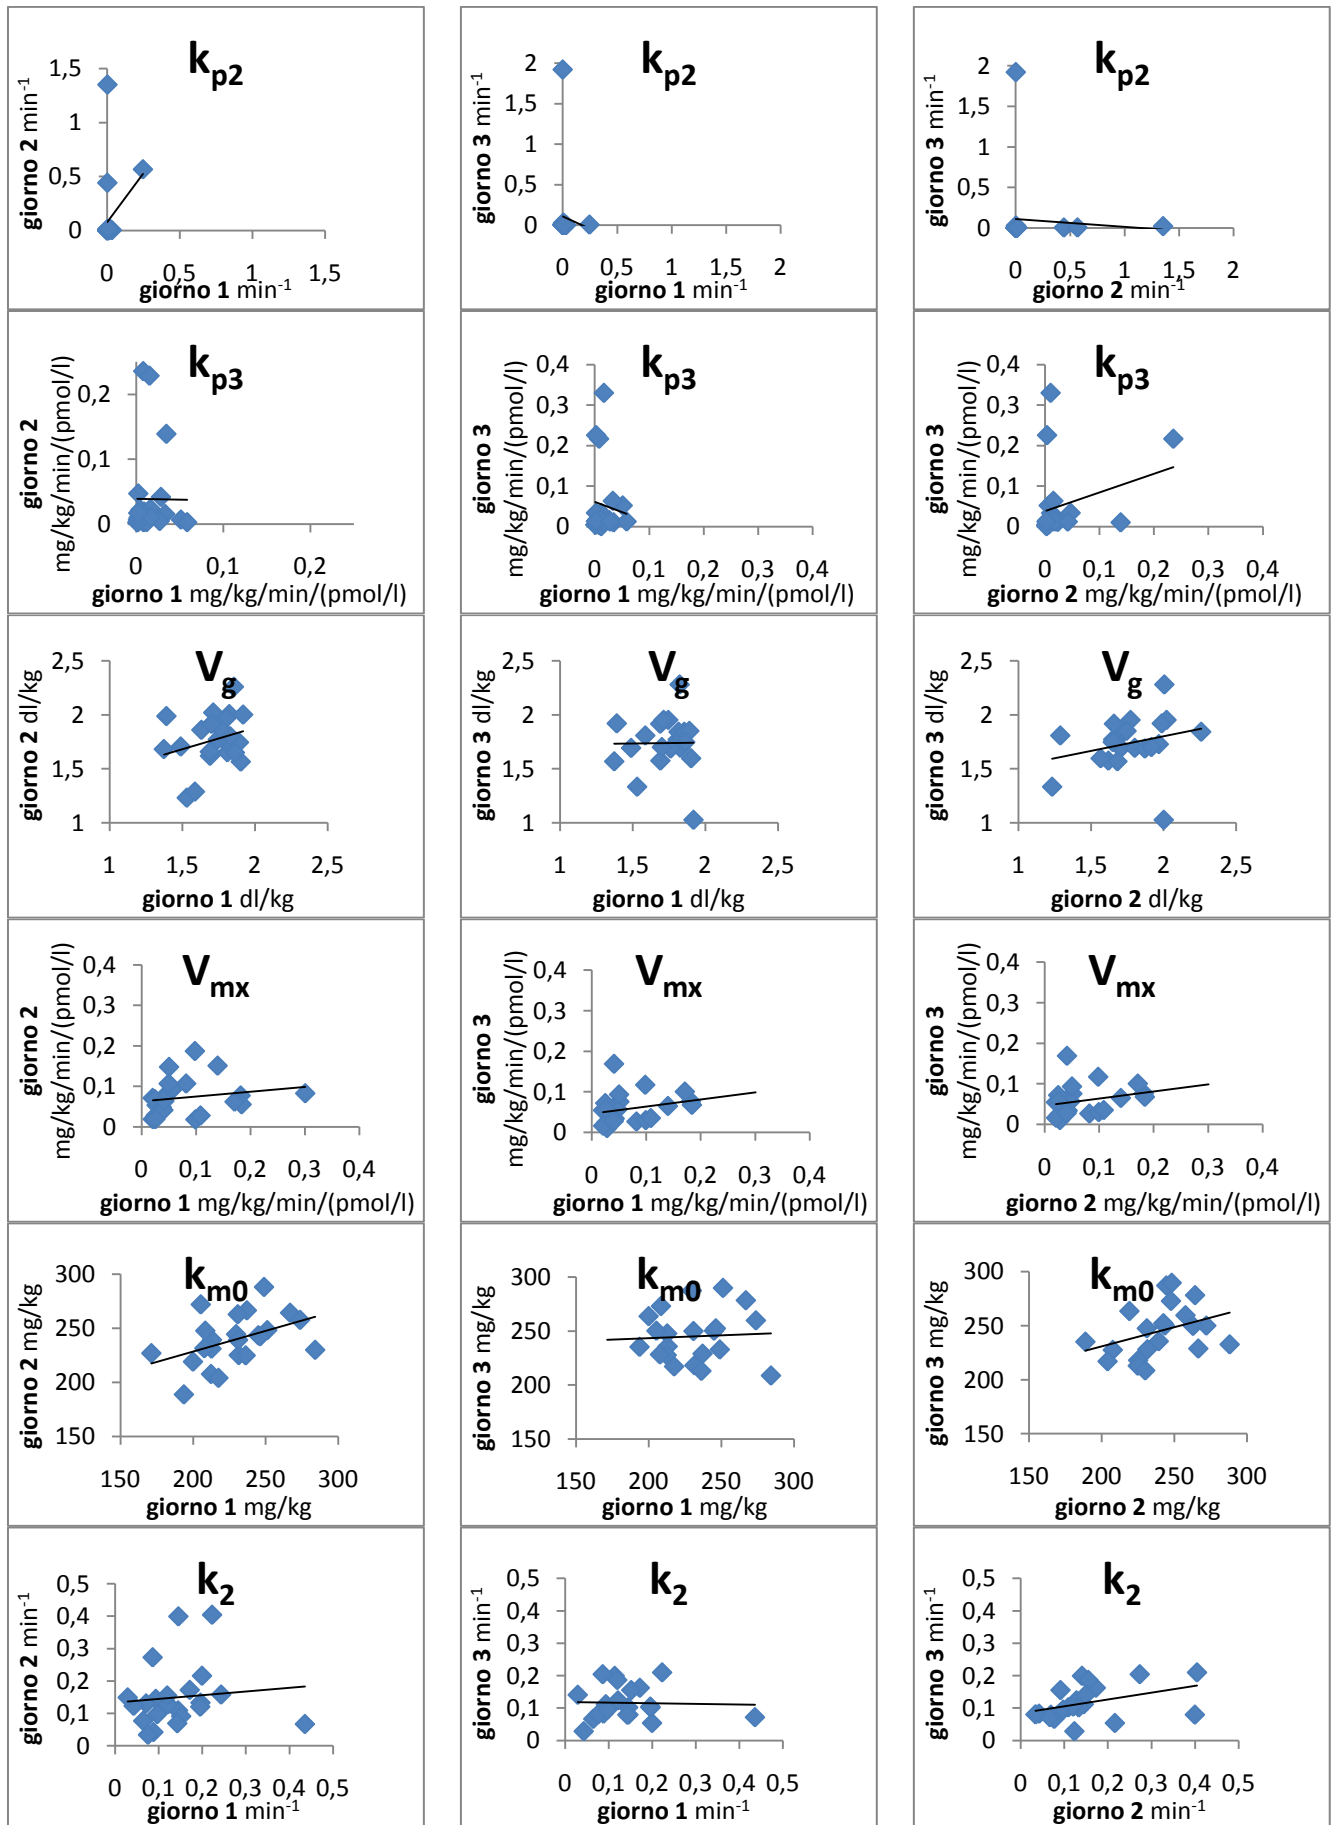 k_p2
giorno 2 min⁻¹
1,5
1
0,5
0
0 0,5 1 1,5
giorno 1 min⁻¹
k_p2
giorno 3 min⁻¹
2
1,5
1
0,5
0
0 0,5 1 1,5 2
giorno 1 min⁻¹
k_p2
giorno 3 min⁻¹
2
1,5
1
0,5
0
0 0,5 1 1,5 2
giorno 2 min⁻¹
k_p3
giorno 2
mg/kg/min/(pmol/l)
0,2
0,1
0
0 0,1 0,2
giorno 1 mg/kg/min/(pmol/l)
k_p3
giorno 3
mg/kg/min/(pmol/l)
0,4
0,3
0,2
0,1
0
0 0,1 0,2 0,3 0,4
giorno 1 mg/kg/min/(pmol/l)
k_p3
giorno 3
mg/kg/min/(pmol/l)
0,4
0,3
0,2
0,1
0
0 0,1 0,2 0,3 0,4
giorno 2 mg/kg/min/(pmol/l)
V_g
giorno 2 dl/kg
2,5
2
1,5
1
1 1,5 2 2,5
giorno 1 dl/kg
V_g
giorno 3 dl/kg
2,5
2
1,5
1
1 1,5 2 2,5
giorno 1 dl/kg
V_g
giorno 3 dl/kg
2,5
2
1,5
1
1 1,5 2 2,5
giorno 2 dl/kg
V_mx
giorno 2
mg/kg/min/(pmol/l)
0,4
0,3
0,2
0,1
0
0 0,1 0,2 0,3 0,4
giorno 1 mg/kg/min/(pmol/l)
V_mx
giorno 3
mg/kg/min/(pmol/l)
0,4
0,3
0,2
0,1
0
0 0,1 0,2 0,3 0,4
giorno 1 mg/kg/min/(pmol/l)
V_mx
giorno 3
mg/kg/min/(pmol/l)
0,4
0,3
0,2
0,1
0
0 0,1 0,2 0,3 0,4
giorno 2 mg/kg/min/(pmol/l)
k_m0
giorno 2 mg/kg
300
250
200
150
150 200 250 300
giorno 1 mg/kg
k_m0
giorno 3 mg/kg
300
250
200
150
150 200 250 300
giorno 1 mg/kg
k_m0
giorno 3 mg/kg
300
250
200
150
150 200 250 300
giorno 2 mg/kg
k_2
giorno 2 min⁻¹
0,5
0,4
0,3
0,2
0,1
0
0 0,1 0,2 0,3 0,4 0,5
giorno 1 min⁻¹
k_2
giorno 3 min⁻¹
0,5
0,4
0,3
0,2
0,1
0
0 0,1 0,2 0,3 0,4 0,5
giorno 1 min⁻¹
k_2
giorno 3 min⁻¹
0,5
0,4
0,3
0,2
0,1
0
0 0,1 0,2 0,3 0,4 0,5
giorno 2 min⁻¹